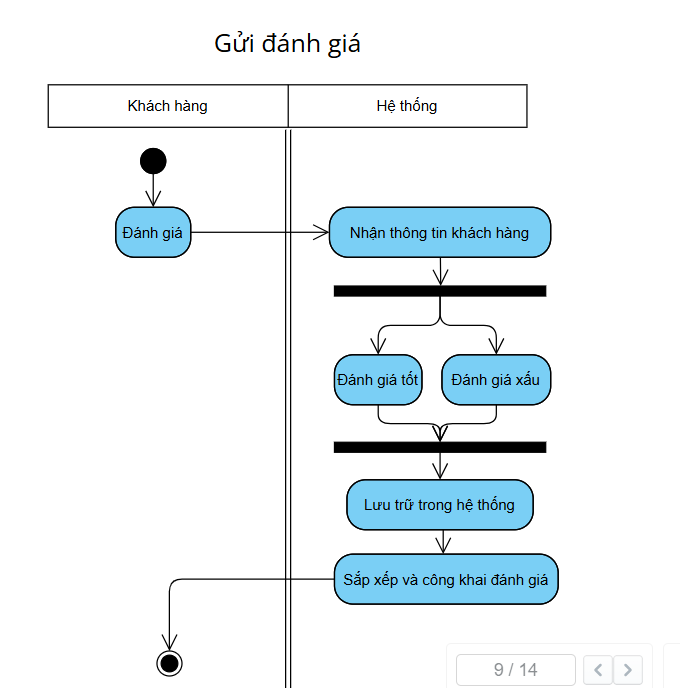 Gửi đánh giá
Khách hàng
Hệ thống
Đánh giá
Nhận thông tin khách hàng
Đánh giá tốt
Đánh giá xấu
Lưu trữ trong hệ thống
Sắp xếp và công khai đánh giá
9 / 14